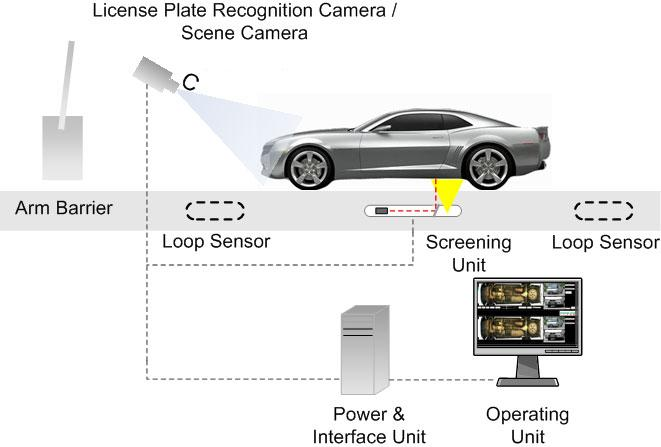 License Plate Recognition Camera /
Scene Camera
Arm Barrier
Loop Sensor
Screening
Unit
Loop Sensor
Power &
Interface Unit
Operating
Unit